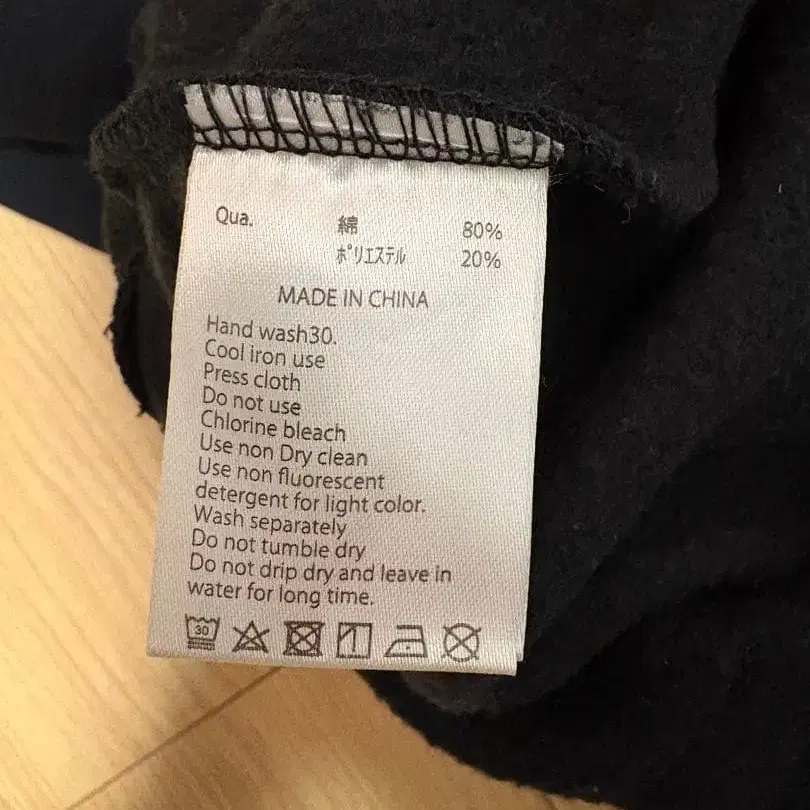 Qua. 綿 80%
ﾎﾟﾘｴｽﾃﾙ 20%
MADE IN CHINA
Hand wash30.
Cool iron use
Press cloth
Do not use
Chlorine bleach
Use non Dry clean
Use non fluorescent
detergent for light color.
Wash separately
Do not tumble dry
Do not drip dry and leave in
water for long time.
30